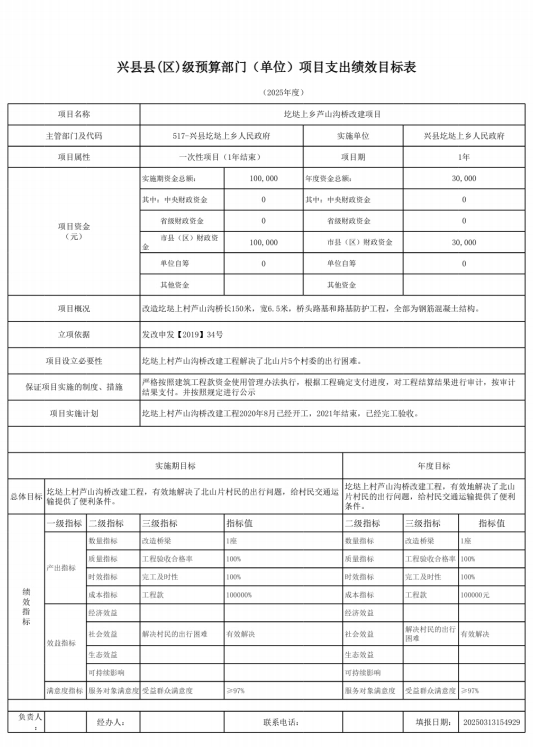 兴县县(区)级预算部门（单位）项目支出绩效目标表
（2025年度）
项目名称 圪垯上乡芦山沟桥改建项目
主管部门及代码 517-兴县圪垯上乡人民政府 实施单位 兴县圪垯上乡人民政府
项目属性 一次性项目（1年结束） 项目期 1年
项目资金
（元）
实施期资金总额： 100,000 年度资金总额： 30,000
其中：中央财政资金 0 其中：中央财政资金 0
省级财政资金 0 省级财政资金 0
市县（区）财政资金 100,000 市县（区）财政资金 30,000
单位自筹 0 单位自筹 0
其他资金 其他资金
项目概况 改造圪垯上村芦山沟桥长150米，宽6.5米，桥头路基和路基防护工程，全部为钢筋混凝土结构。
立项依据 发改申发【2019】34号
项目设立必要性 圪垯上村芦山沟桥改建工程解决了北山片5个村委的出行困难。
保证项目实施的制度、措施 严格按照建筑工程款资金使用管理办法执行，根据工程确定支付进度，对工程结算结果进行审计，按审计
结果支付。并按照规定进行公示
项目实施计划 圪垯上村芦山沟桥改建工程2020年8月已经开工，2021年结束，已经完工验收。
实施期目标 年度目标
总体目标
圪垯上村芦山沟桥改建工程，有效地解决了北山片村民的出行问题，给村民交通运
输提供了便利条件。
圪垯上村芦山沟桥改建工程，有效地解决了北山
片村民的出行问题，给村民交通运输提供了便利
条件。
绩效指标
一级指标 二级指标 三级指标 指标值 二级指标 三级指标 指标值
产出指标
数量指标 改造桥梁 1座 数量指标 改造桥梁 1座
质量指标 工程验收合格率 100% 质量指标 工程验收合格率 100%
时效指标 完工及时性 100% 时效指标 完工及时性 100%
成本指标 工程款 100000% 成本指标 工程款 100000元
效益指标
经济效益 经济效益
社会效益 解决村民的出行困难 有效解决 社会效益 解决村民的出行困难 有效解决
生态效益 生态效益
可持续影响 可持续影响
满意度指标 服务对象满意度 受益群众满意度 ≥97% 服务对象满意度 受益群众满意度 ≥97%
负责人： 经办人： 联系电话： 填报日期： 20250313154929